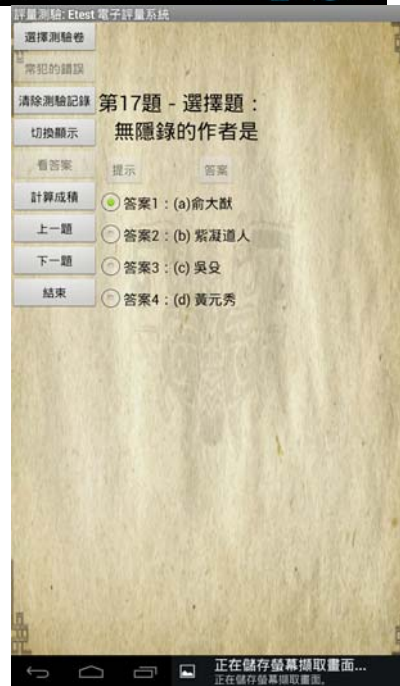 評量測驗: Etest 電子評量系統
選擇測驗卷
常犯的錯誤
清除測驗記錄
切換顯示
看答案
計算成積
上一題
下一題
結束
第17題 - 選擇題：
無隱錄的作者是
提示
答案
答案1：(a)俞大猷
答案2：(b) 紫凝道人
答案3：(c) 吳殳
答案4：(d) 黃元秀
正在儲存螢幕擷取畫面...
正在儲存螢幕擷取畫面。